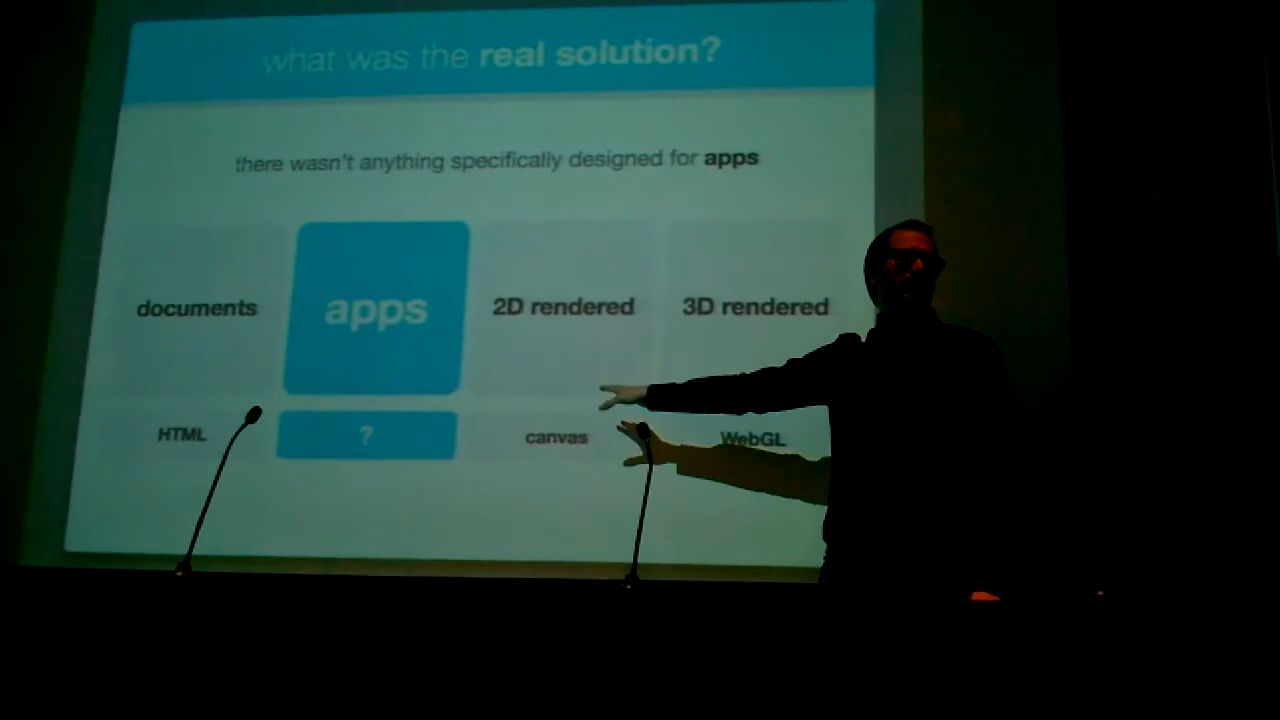 what was the real solution?
there wasn't anything specifically designed for apps
documents
apps
2D rendered
3D rendered
HTML
?
canvas
WebGL